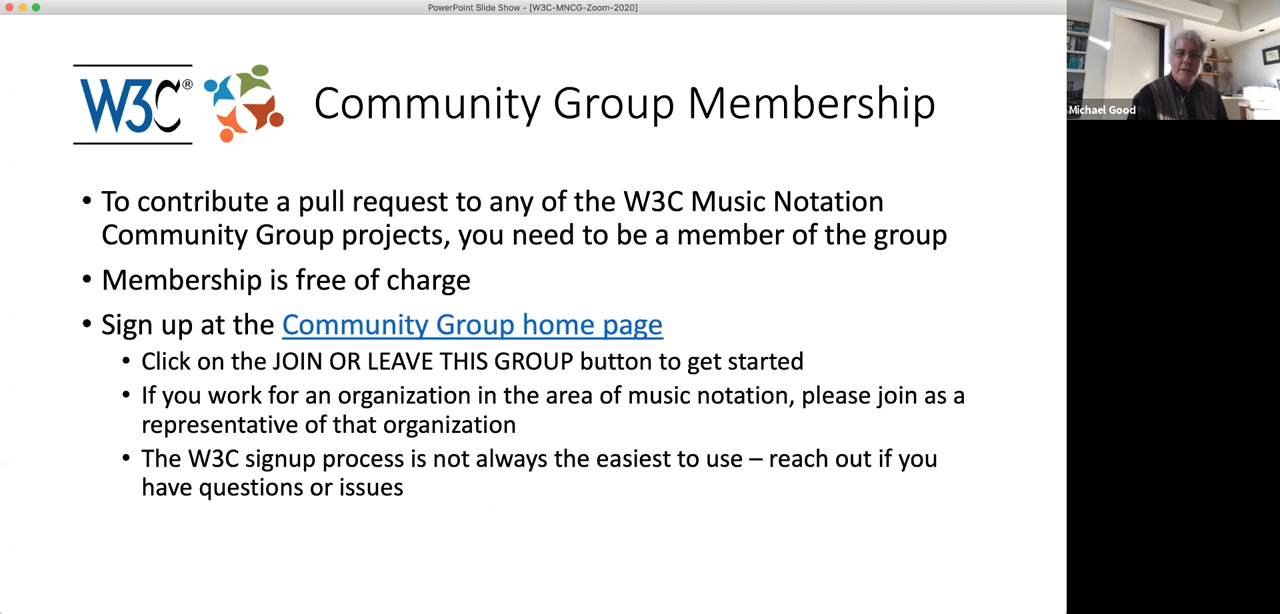 PowerPoint Slide Show - [W3C-MNCG-Zoom-2020]
W3C®
Community Group Membership
• To contribute a pull request to any of the W3C Music Notation
Community Group projects, you need to be a member of the group
• Membership is free of charge
• Sign up at the Community Group home page
• Click on the JOIN OR LEAVE THIS GROUP button to get started
• If you work for an organization in the area of music notation, please join as a
representative of that organization
• The W3C signup process is not always the easiest to use – reach out if you
have questions or issues
Michael Good